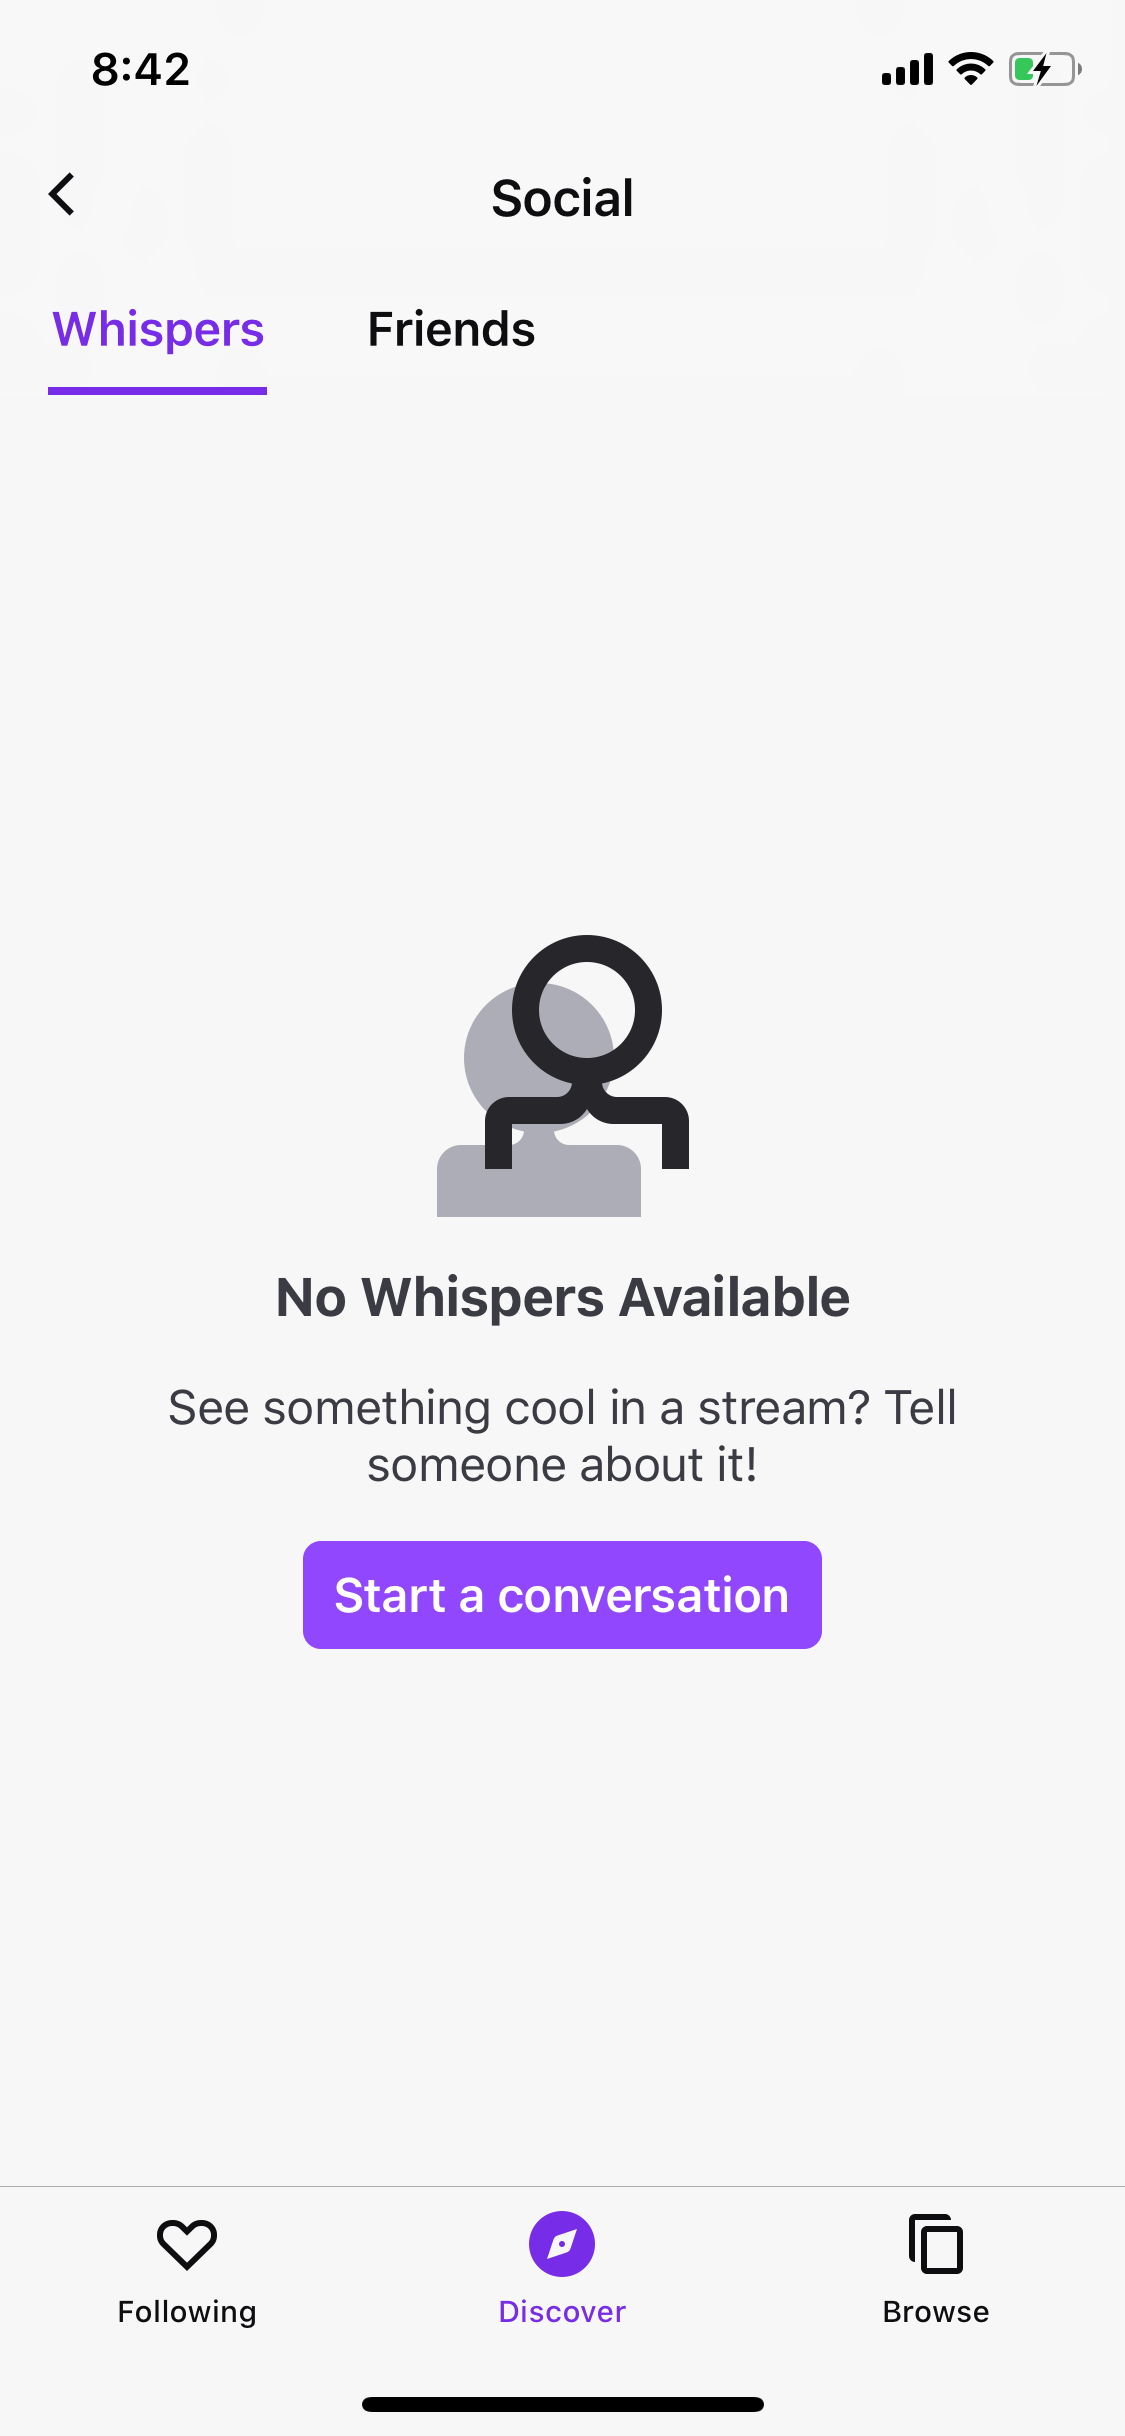 8:42
Social
Whispers
Friends
No Whispers Available
See something cool in a stream? Tell
someone about it!
Start a conversation
Following
Discover
Browse